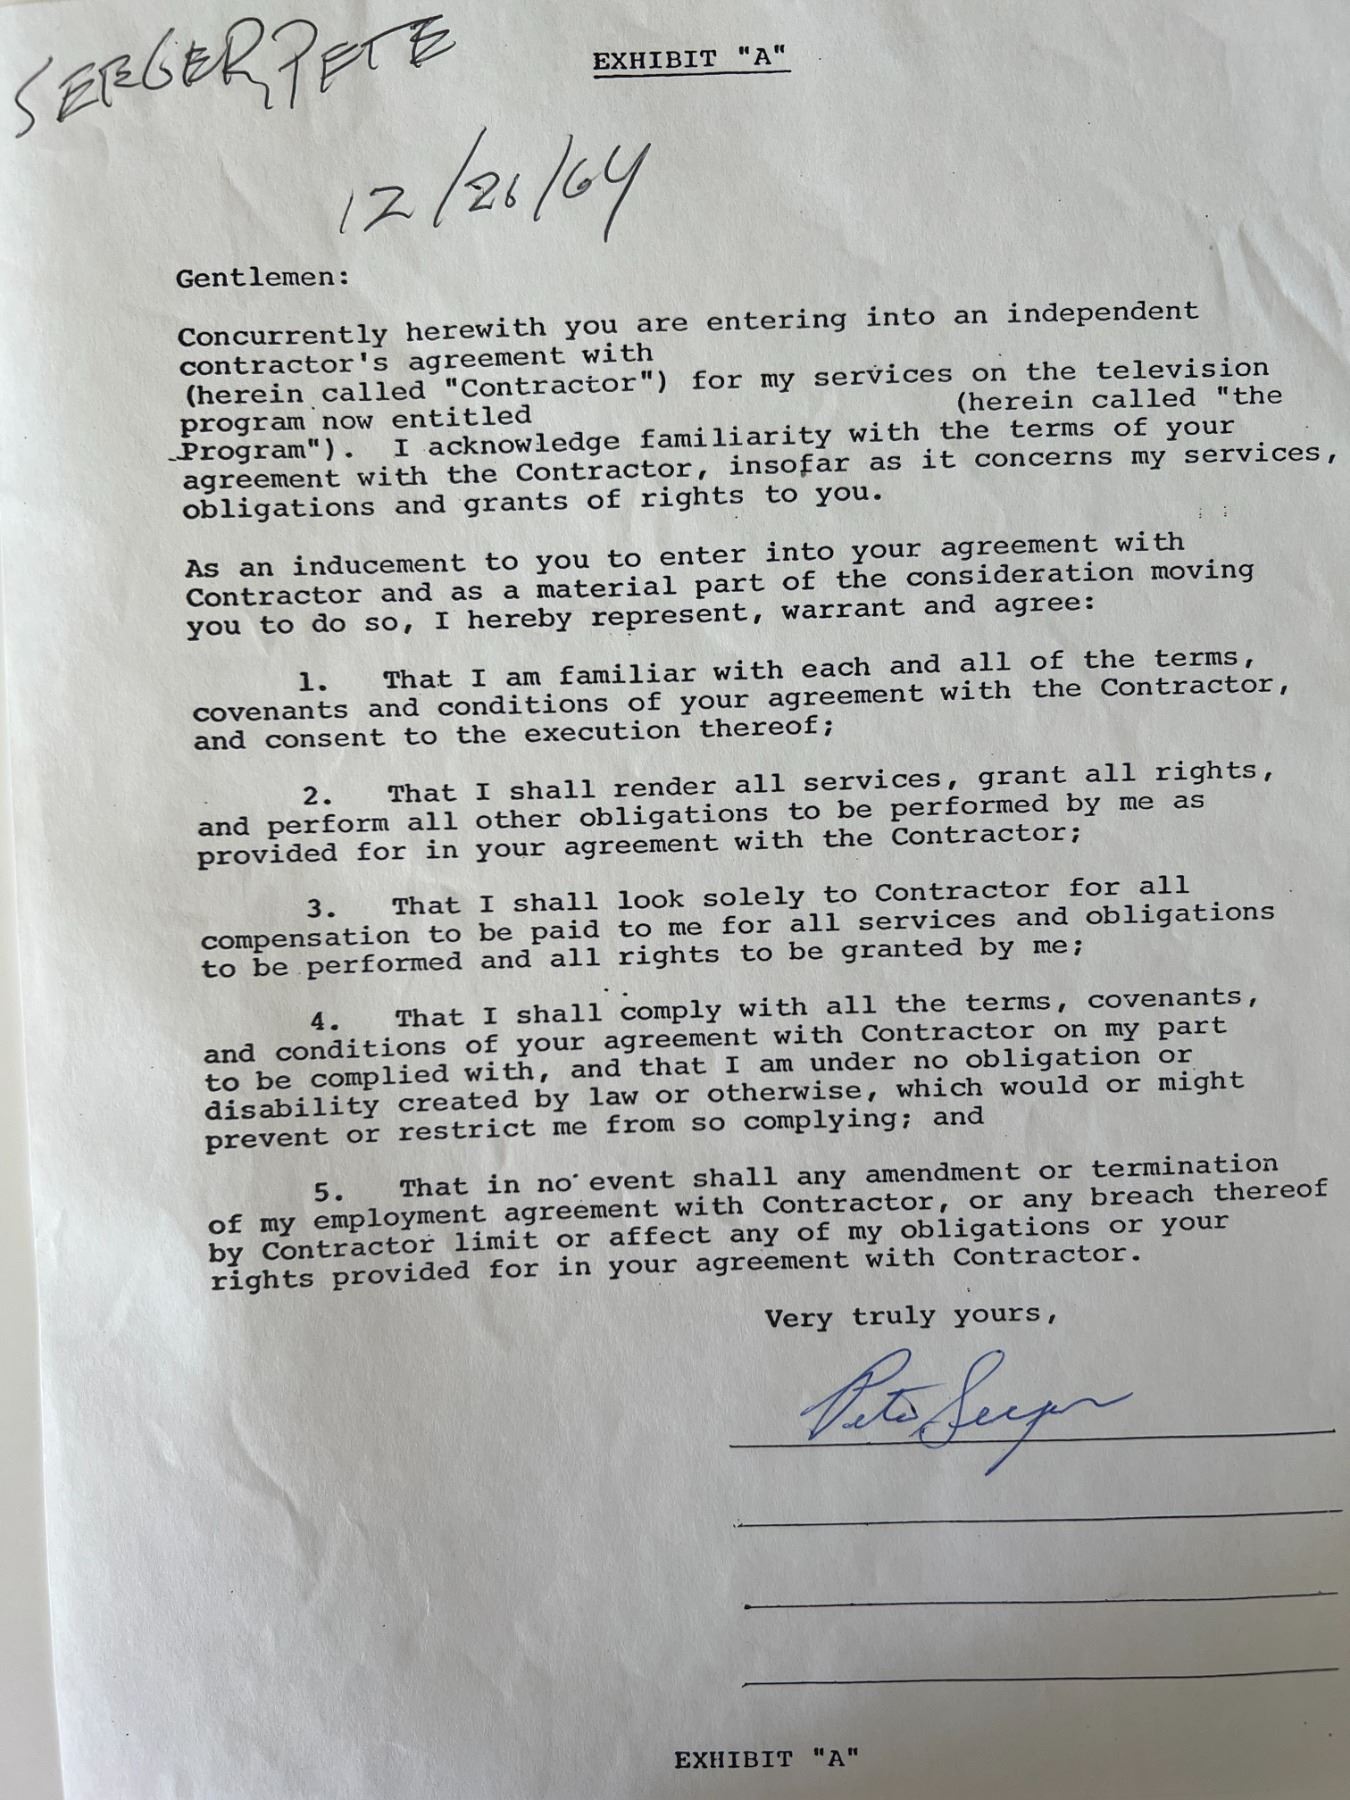 SEEGER PETE
EXHIBIT "A"
12/26/64
Gentlemen:
Concurrently herewith you are entering into an independent
contractor's agreement with
(herein called "Contractor") for my services on the television
program now entitled (herein called "the
Program"). I acknowledge familiarity with the terms of your
agreement with the Contractor, insofar as it concerns my services,
obligations and grants of rights to you.
As an inducement to you to enter into your agreement with
Contractor and as a material part of the consideration moving
you to do so, I hereby represent, warrant and agree:
1. That I am familiar with each and all of the terms,
covenants and conditions of your agreement with the Contractor,
and consent to the execution thereof;
2. That I shall render all services, grant all rights,
and perform all other obligations to be performed by me as
provided for in your agreement with the Contractor;
3. That I shall look solely to Contractor for all
compensation to be paid to me for all services and obligations
to be performed and all rights to be granted by me;
4. That I shall comply with all the terms, covenants,
and conditions of your agreement with Contractor on my part
to be complied with, and that I am under no obligation or
disability created by law or otherwise, which would or might
prevent or restrict me from so complying; and
5. That in no event shall any amendment or termination
of my employment agreement with Contractor, or any breach thereof
by Contractor limit or affect any of my obligations or your
rights provided for in your agreement with Contractor.
Very truly yours,
Pete Seeger
EXHIBIT "A"